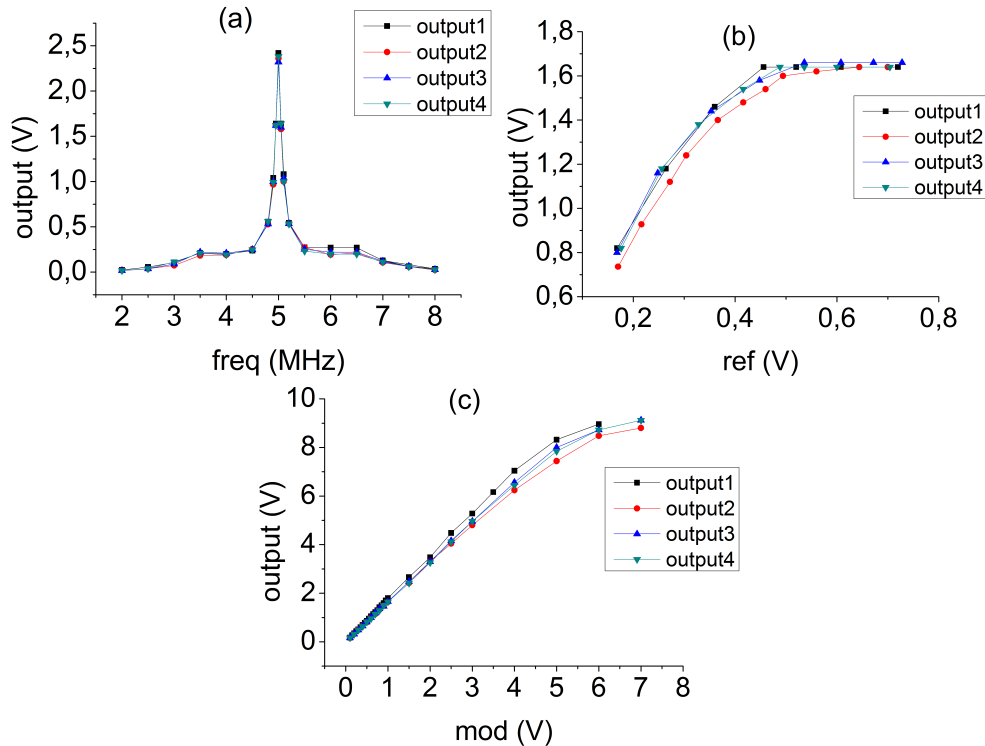 (a)
output1
output2
output3
output4
2,5
2,0
1,5
1,0
0,5
0,0
output (V)
2 3 4 5 6 7 8
freq (MHz)
(b)
1,8
1,6
1,4
1,2
1,0
0,8
0,6
output (V)
output1
output2
output3
output4
0,2 0,4 0,6 0,8
ref (V)
(c)
10
8
6
4
2
0
output (V)
output1
output2
output3
output4
0 1 2 3 4 5 6 7 8
mod (V)